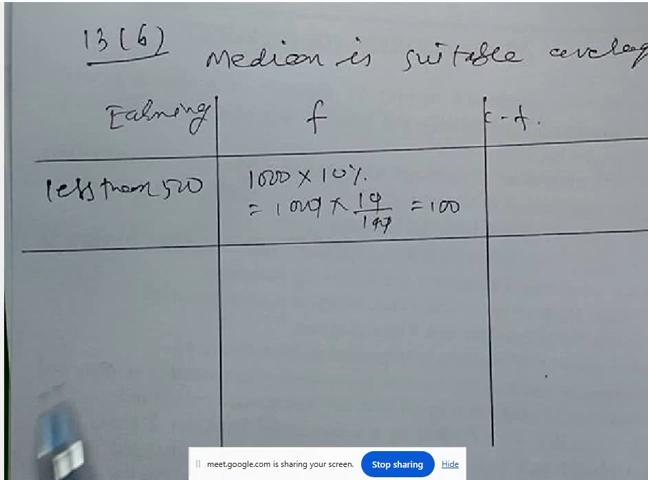 13 (b) Median is suitable average
Earning f c.f.
less than 500 1000 × 10%
= 1000 × 10/100 = 100
meet.google.com is sharing your screen. Stop sharing Hide